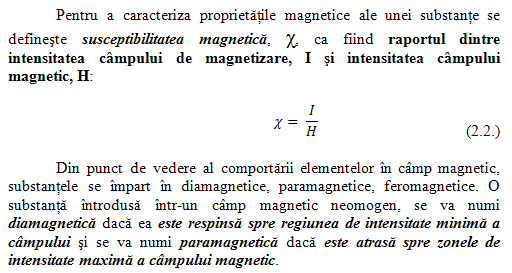 Pentru a caracteriza proprietățile magnetice ale unei substanțe se
definește susceptibilitatea magnetică, χ, ca fiind raportul dintre
intensitatea câmpului de magnetizare, I și intensitatea câmpului
magnetic, H:
χ = I/H (2.2.)
Din punct de vedere al comportării elementelor în câmp magnetic,
substanțele se împart în diamagnetice, paramagnetice, feromagnetice. O
substanță întrodusă într-un câmp magnetic neomogen, se va numi
diamagnetică dacă ea este respinsă spre regiunea de intensitate minimă a
câmpului și se va numi paramagnetică dacă este atrasă spre zonele de
intensitate maximă a câmpului magnetic.